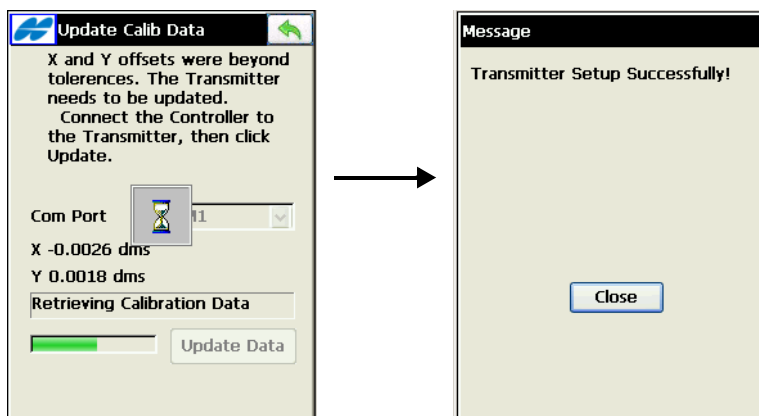 Update Calib Data
X and Y offsets were beyond
tolerences. The Transmitter
needs to be updated.
Connect the Controller to
the Transmitter, then click
Update.
Com Port
X -0.0026 dms
Y 0.0018 dms
Retrieving Calibration Data
Update Data
Message
Transmitter Setup Successfully!
Close